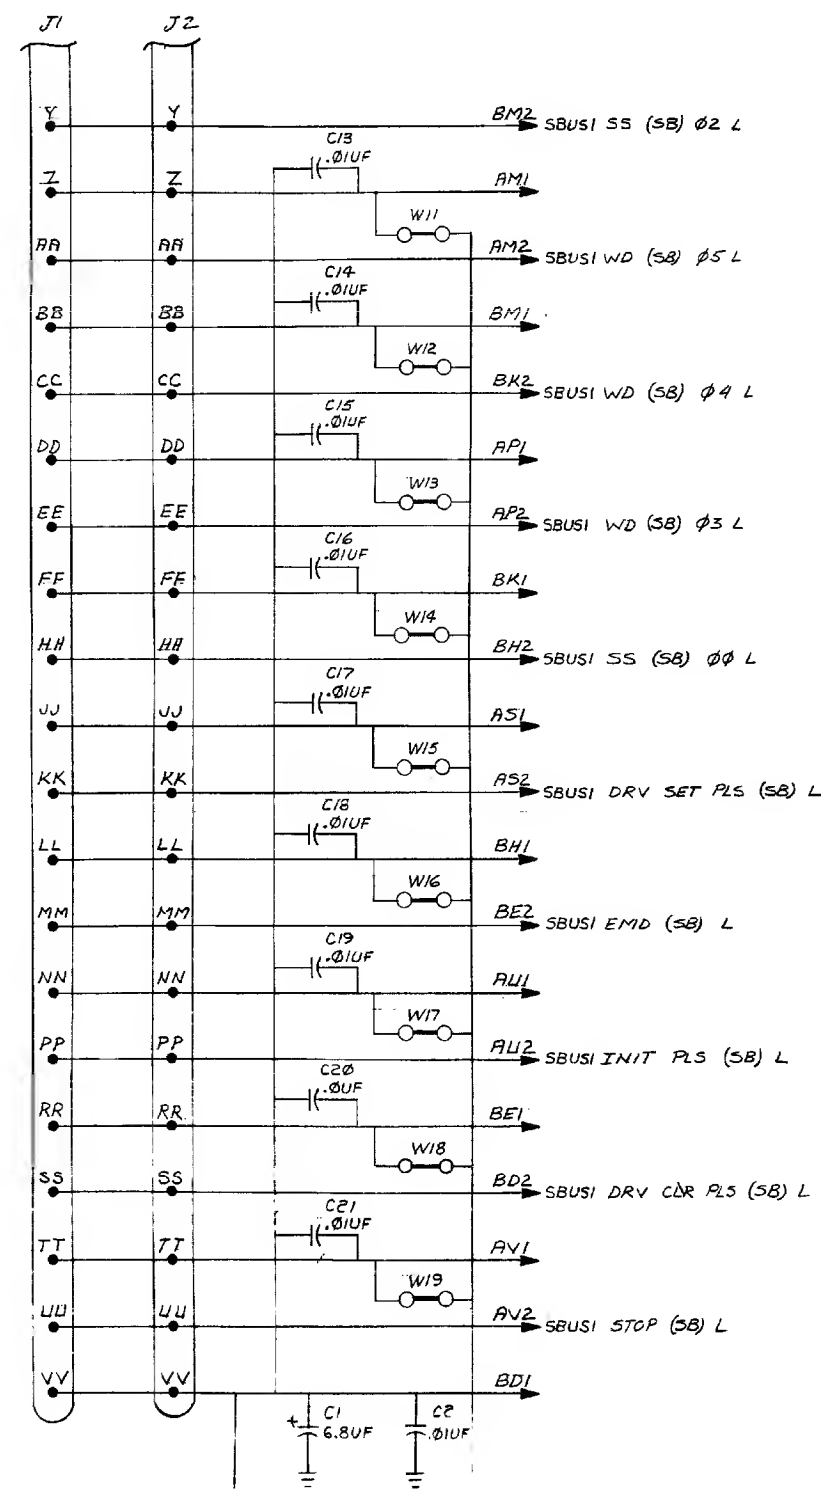 J1 J2
Y Y BM2 SBUS1 SS (SB) Ø2 L
C13
.Ø1UF
Z Z AM1
W11
AA AA AM2 SBUS1 WD (SB) Ø5 L
C14
.Ø1UF
BB BB BM1
W12
CC CC BK2 SBUS1 WD (SB) Ø4 L
C15
.Ø1UF
DD DD AP1
W13
EE EE AP2 SBUS1 WD (SB) Ø3 L
C16
.Ø1UF
FF FF BK1
W14
HH HH BH2 SBUS1 SS (SB) ØØ L
C17
.Ø1UF
JJ JJ AS1
W15
KK KK AS2 SBUS1 DRV SET PLS (SB) L
C18
.Ø1UF
LL LL BH1
W16
MM MM BE2 SBUS1 EMD (SB) L
C19
.Ø1UF
NN NN AU1
W17
PP PP AU2 SBUS1 INIT PLS (SB) L
C2Ø
.ØUF
RR RR BE1
W18
SS SS BD2 SBUS1 DRV CLR PLS (SB) L
C21
.Ø1UF
TT TT AV1
W19
UU UU AV2 SBUS1 STOP (SB) L
VV VV BD1
+ C1 C2
6.8UF .Ø1UF